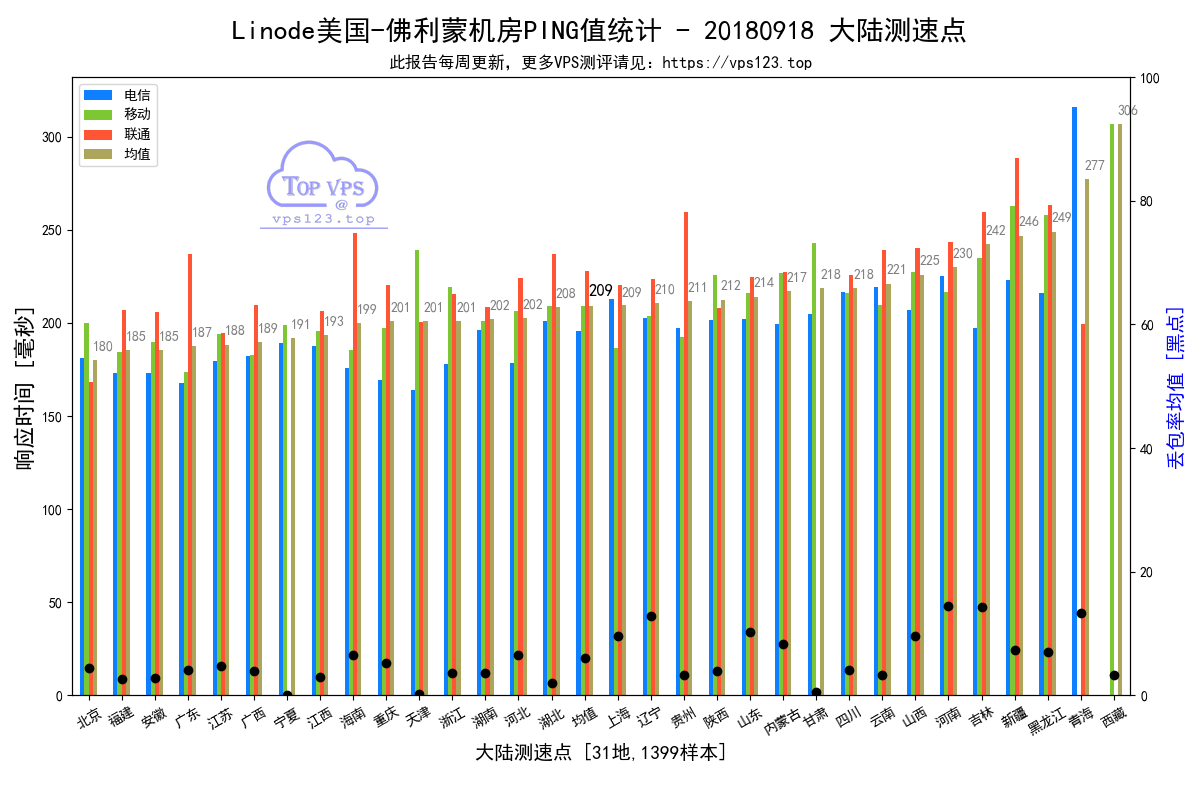 Linode美国-佛利蒙机房PING值统计 - 20180918 大陆测速点
此报告每周更新，更多VPS测评请见：https://vps123.top
电信
移动
联通
均值
TOP VPS
@
vps123.top
响应时间 [毫秒]
300
250
200
150
100
50
0
100
80
60
40
20
0
丢包率均值 [黑点]
180
185
185
187
188
189
191
193
199
201
201
201
202
202
208
209
209
210
211
212
214
217
218
218
221
225
230
242
246
249
277
306
北京
福建
安徽
广东
江苏
广西
宁夏
江西
海南
重庆
天津
浙江
湖南
河北
湖北
均值
上海
辽宁
贵州
陕西
山东
内蒙古
甘肃
四川
云南
山西
河南
吉林
新疆
黑龙江
青海
西藏
大陆测速点 [31地,1399样本]